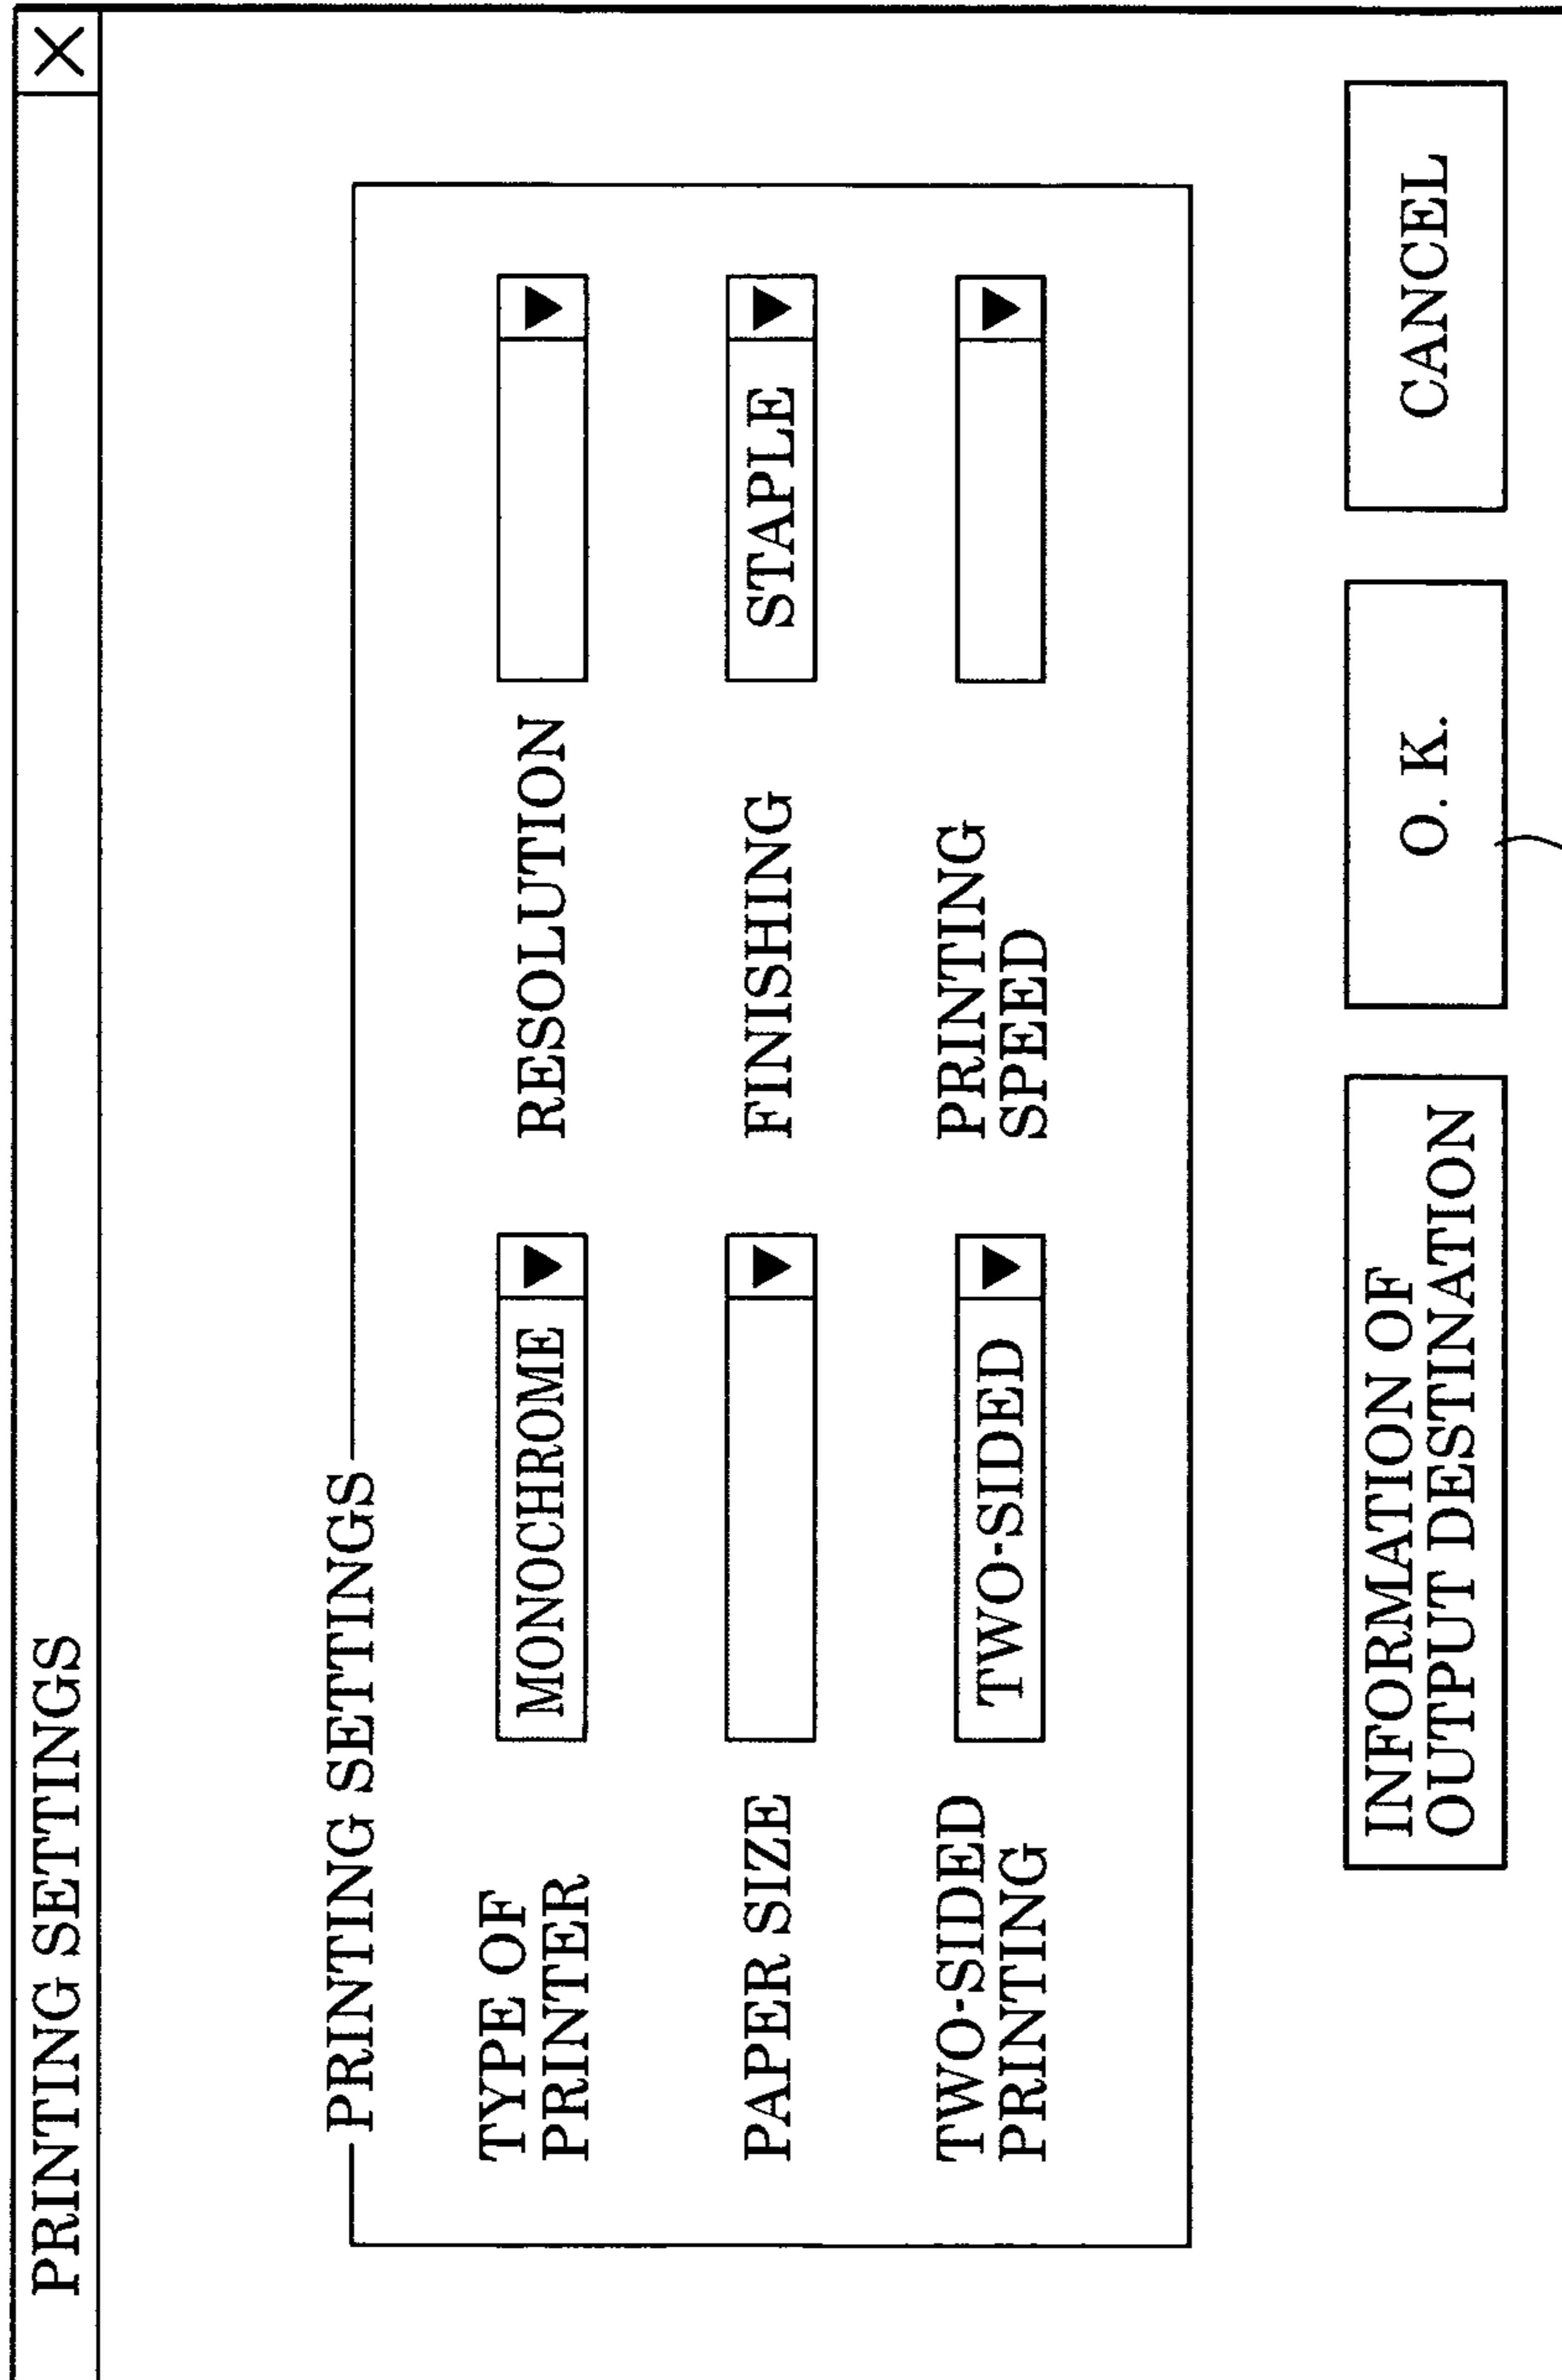 PRINTING SETTINGS
X
PRINTING SETTINGS
TYPE OF
PRINTER
MONOCHROME
RESOLUTION
PAPER SIZE
FINISHING
STAPLE
TWO-SIDED
PRINTING
TWO-SIDED
PRINTING
SPEED
INFORMATION OF
OUTPUT DESTINATION
O. K.
CANCEL